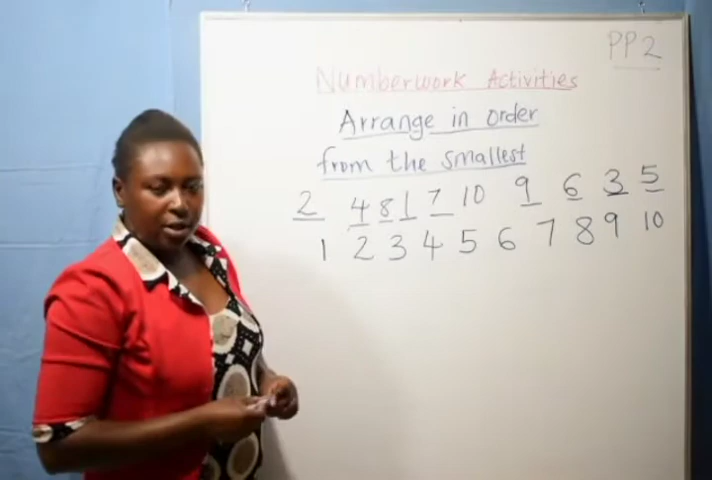 PP2
Numberwork Activities
Arrange in order
from the smallest
2 4 8 1 7 10 9 6 3 5
1 2 3 4 5 6 7 8 9 10